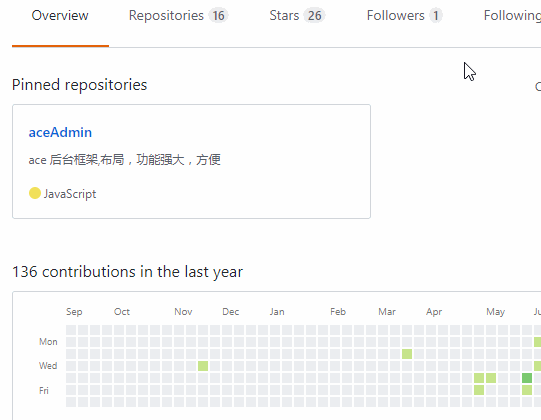 Overview Repositories 16 Stars 26 Followers 1 Following
Pinned repositories
aceAdmin
ace 后台框架,布局，功能强大，方便
JavaScript
136 contributions in the last year
Sep Oct Nov Dec Jan Feb Mar Apr May
Mon
Wed
Fri